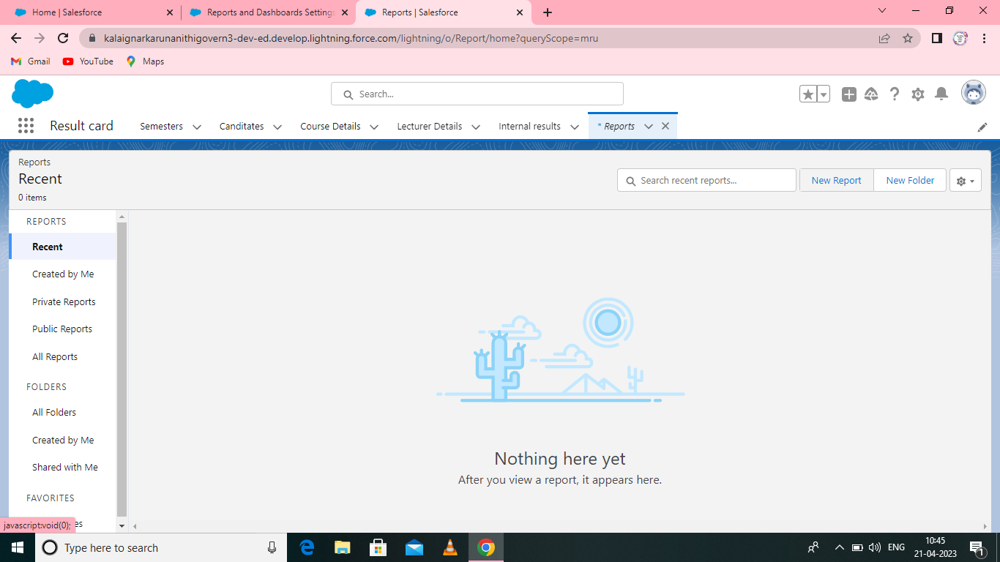 Home | Salesforce
Reports and Dashboards Settings
Reports | Salesforce
kalaignarkarunanithigovern3-dev-ed.develop.lightning.force.com/lightning/o/Report/home?queryScope=mru
Gmail
YouTube
Maps
Search...
Result card
Semesters
Canditates
Course Details
Lecturer Details
Internal results
* Reports
Reports
Recent
0 items
Search recent reports...
New Report
New Folder
REPORTS
Recent
Created by Me
Private Reports
Public Reports
All Reports
FOLDERS
All Folders
Created by Me
Shared with Me
FAVORITES
Nothing here yet
After you view a report, it appears here.
javascript:void(0);
Type here to search
ENG
10:45
21-04-2023
1